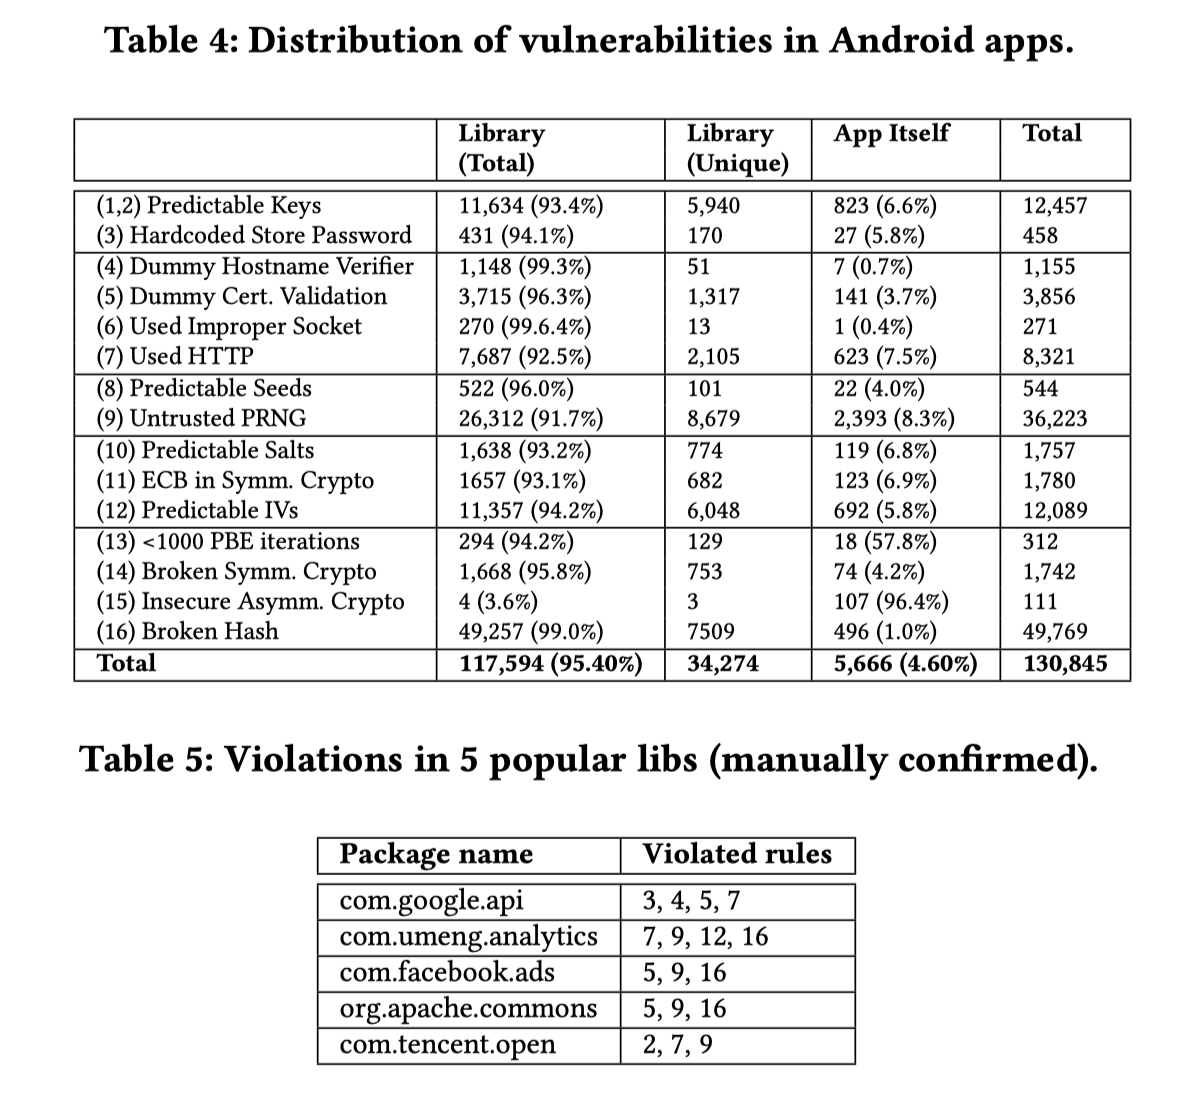 Table 4: Distribution of vulnerabilities in Android apps.
Library (Total) Library (Unique) App Itself Total
(1,2) Predictable Keys 11,634 (93.4%) 5,940 823 (6.6%) 12,457
(3) Hardcoded Store Password 431 (94.1%) 170 27 (5.8%) 458
(4) Dummy Hostname Verifier 1,148 (99.3%) 51 7 (0.7%) 1,155
(5) Dummy Cert. Validation 3,715 (96.3%) 1,317 141 (3.7%) 3,856
(6) Used Improper Socket 270 (99.6.4%) 13 1 (0.4%) 271
(7) Used HTTP 7,687 (92.5%) 2,105 623 (7.5%) 8,321
(8) Predictable Seeds 522 (96.0%) 101 22 (4.0%) 544
(9) Untrusted PRNG 26,312 (91.7%) 8,679 2,393 (8.3%) 36,223
(10) Predictable Salts 1,638 (93.2%) 774 119 (6.8%) 1,757
(11) ECB in Symm. Crypto 1657 (93.1%) 682 123 (6.9%) 1,780
(12) Predictable IVs 11,357 (94.2%) 6,048 692 (5.8%) 12,089
(13) <1000 PBE iterations 294 (94.2%) 129 18 (57.8%) 312
(14) Broken Symm. Crypto 1,668 (95.8%) 753 74 (4.2%) 1,742
(15) Insecure Asymm. Crypto 4 (3.6%) 3 107 (96.4%) 111
(16) Broken Hash 49,257 (99.0%) 7509 496 (1.0%) 49,769
Total 117,594 (95.40%) 34,274 5,666 (4.60%) 130,845
Table 5: Violations in 5 popular libs (manually confirmed).
Package name Violated rules
com.google.api 3, 4, 5, 7
com.umeng.analytics 7, 9, 12, 16
com.facebook.ads 5, 9, 16
org.apache.commons 5, 9, 16
com.tencent.open 2, 7, 9